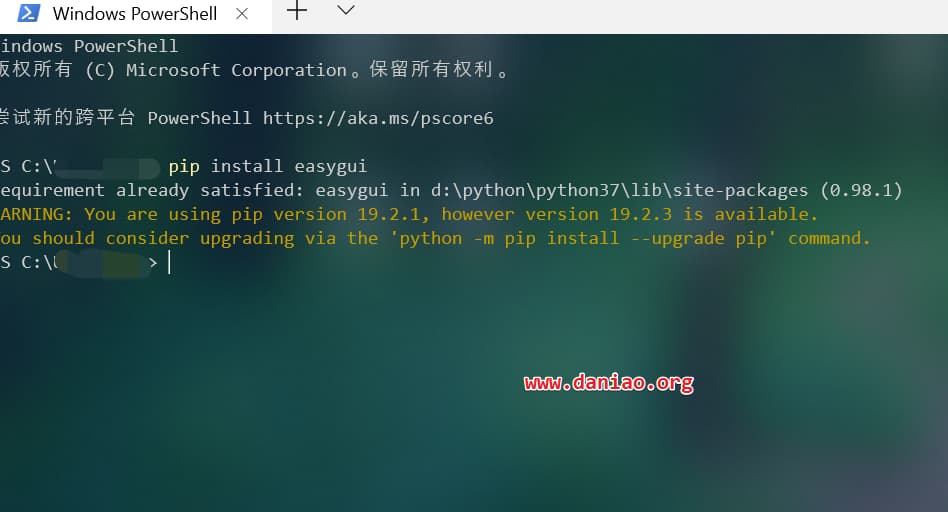 Windows PowerShell
indows PowerShell
版权所有 (C) Microsoft Corporation。保留所有权利。
尝试新的跨平台 PowerShell https://aka.ms/pscore6
S C:\ pip install easygui
equirement already satisfied: easygui in d:\python\python37\lib\site-packages (0.98.1)
ARNING: You are using pip version 19.2.1, however version 19.2.3 is available.
ou should consider upgrading via the 'python -m pip install --upgrade pip' command.
S C:\ >
www.daniao.org